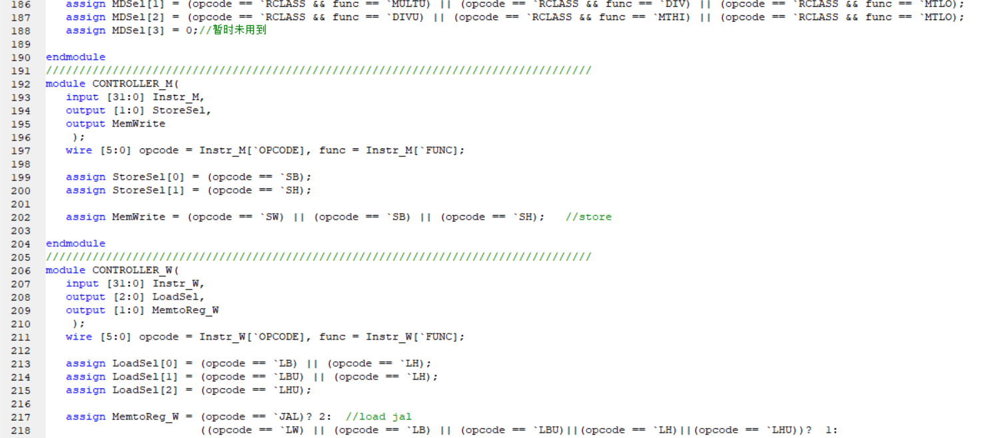 186 assign MDSel[1] = (opcode == `RCLASS && func == `MULTU) || (opcode == `RCLASS && func == `DIV) || (opcode == `RCLASS && func == `MTLO);
187 assign MDSel[2] = (opcode == `RCLASS && func == `DIVU) || (opcode == `RCLASS && func == `MTHI) || (opcode == `RCLASS && func == `MTLO);
188 assign MDSel[3] = 0;//暂时未用到
189
190 endmodule
191 //////////////////////////////////////////////////////////////////////////////////
192 module CONTROLLER_M(
193 input [31:0] Instr_M,
194 output [1:0] StoreSel,
195 output MemWrite
196 );
197 wire [5:0] opcode = Instr_M[`OPCODE], func = Instr_M[`FUNC];
198
199 assign StoreSel[0] = (opcode == `SB);
200 assign StoreSel[1] = (opcode == `SH);
201
202 assign MemWrite = (opcode == `SW) || (opcode == `SB) || (opcode == `SH); //store
203
204 endmodule
205 //////////////////////////////////////////////////////////////////////////////////
206 module CONTROLLER_W(
207 input [31:0] Instr_W,
208 output [2:0] LoadSel,
209 output [1:0] MemtoReg_W
210 );
211 wire [5:0] opcode = Instr_W[`OPCODE], func = Instr_W[`FUNC];
212
213 assign LoadSel[0] = (opcode == `LB) || (opcode == `LH);
214 assign LoadSel[1] = (opcode == `LBU) || (opcode == `LH);
215 assign LoadSel[2] = (opcode == `LHU);
216
217 assign MemtoReg_W = (opcode == `JAL)? 2: //load jal
218 ((opcode == `LW) || (opcode == `LB) || (opcode == `LBU)||(opcode == `LH)||(opcode == `LHU))? 1: